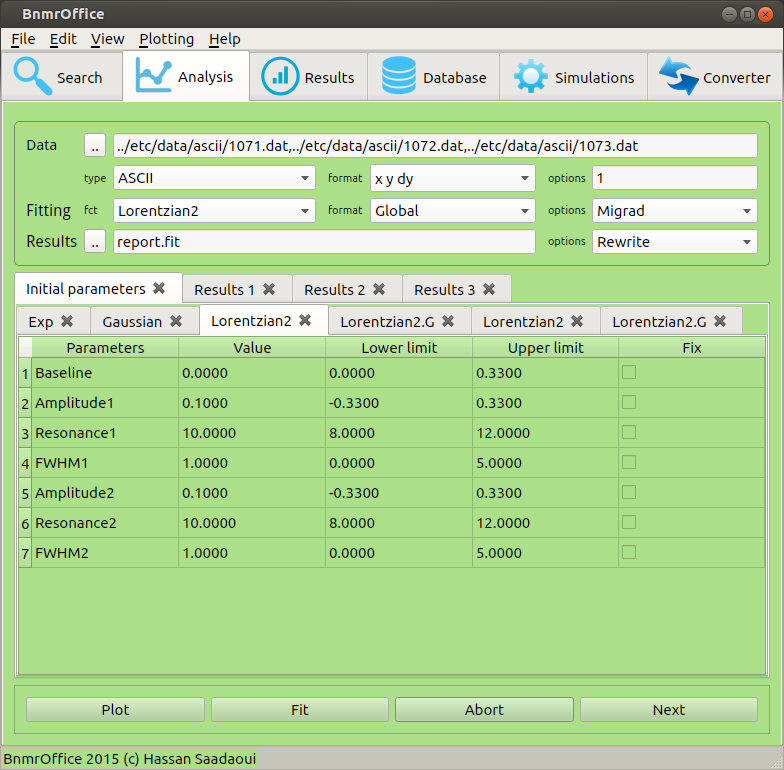 BnmrOffice
File Edit View Plotting Help
Search Analysis Results Database Simulations Converter
Data .. ../etc/data/ascii/1071.dat,../etc/data/ascii/1072.dat,../etc/data/ascii/1073.dat
type ASCII format x y dy options 1
Fitting fct Lorentzian2 format Global options Migrad
Results .. report.fit options Rewrite
Initial parameters Results 1 Results 2 Results 3
Exp Gaussian Lorentzian2 Lorentzian2.G Lorentzian2 Lorentzian2.G
Parameters Value Lower limit Upper limit Fix
1 Baseline 0.0000 0.0000 0.3300
2 Amplitude1 0.1000 -0.3300 0.3300
3 Resonance1 10.0000 8.0000 12.0000
4 FWHM1 1.0000 0.0000 5.0000
5 Amplitude2 0.1000 -0.3300 0.3300
6 Resonance2 10.0000 8.0000 12.0000
7 FWHM2 1.0000 0.0000 5.0000
Plot Fit Abort Next
BnmrOffice 2015 (c) Hassan Saadaoui